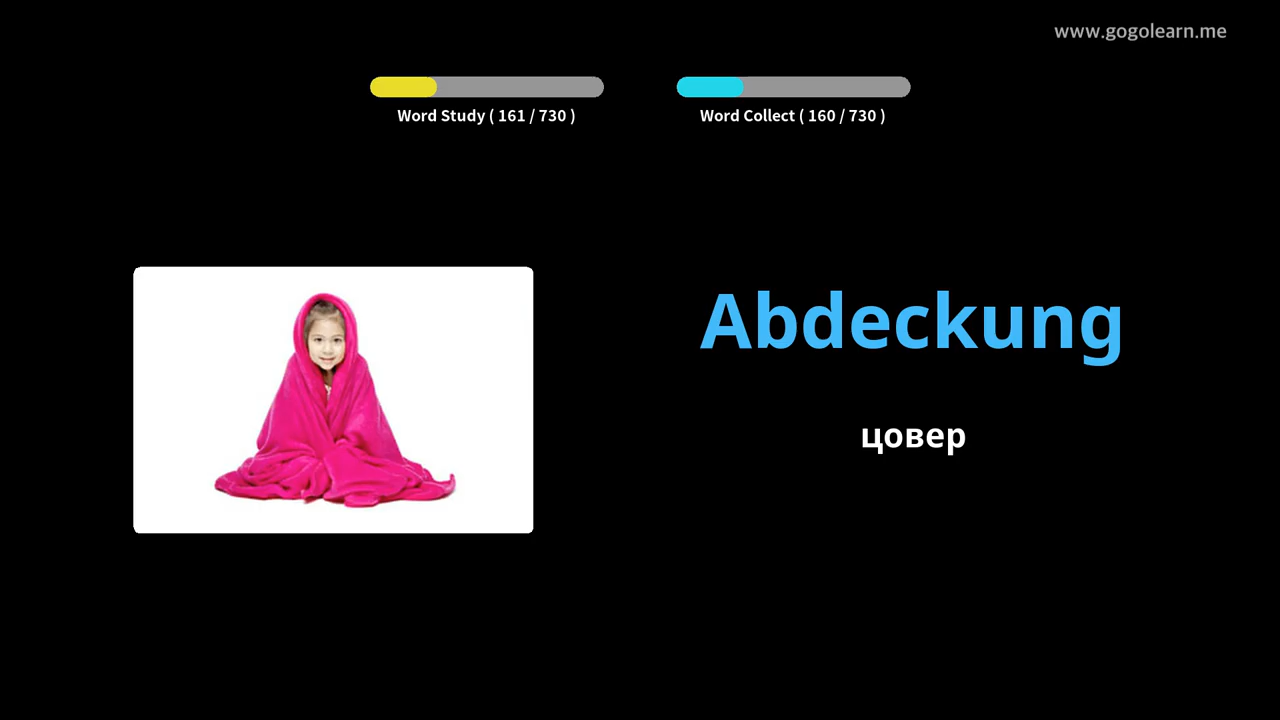 www.gogolearn.me
Word Study ( 161 / 730 )
Word Collect ( 160 / 730 )
Abdeckung
цовер